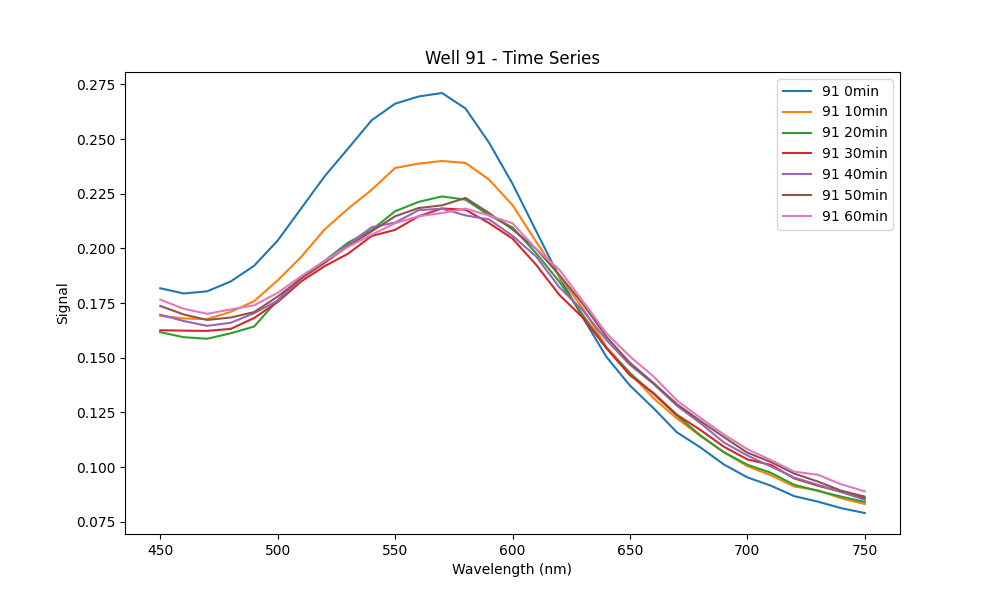 Well 91 - Time Series
Signal
0.275
0.250
0.225
0.200
0.175
0.150
0.125
0.100
0.075
91 0min
91 10min
91 20min
91 30min
91 40min
91 50min
91 60min
450 500 550 600 650 700 750
Wavelength (nm)